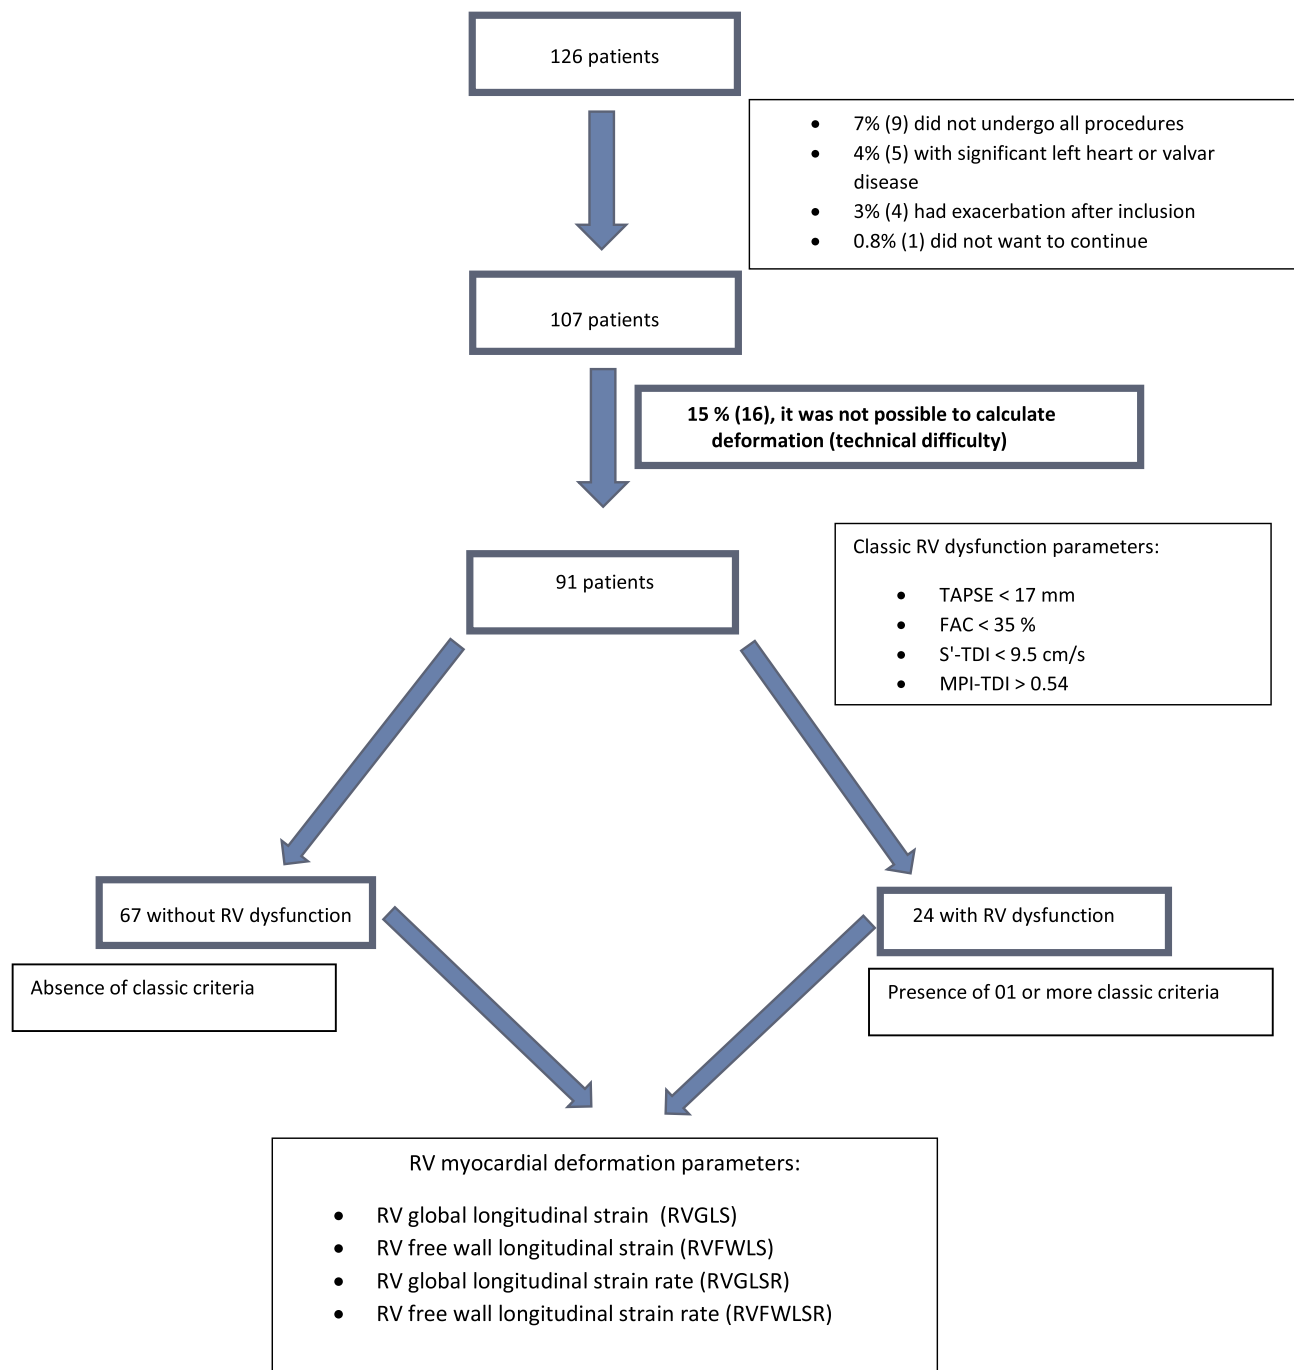 126 patients
• 7% (9) did not undergo all procedures
• 4% (5) with significant left heart or valvar
disease
• 3% (4) had exacerbation after inclusion
• 0.8% (1) did not want to continue
107 patients
15 % (16), it was not possible to calculate
deformation (technical difficulty)
91 patients
Classic RV dysfunction parameters:
• TAPSE < 17 mm
• FAC < 35 %
• S'-TDI < 9.5 cm/s
• MPI-TDI > 0.54
67 without RV dysfunction
24 with RV dysfunction
Absence of classic criteria
Presence of 01 or more classic criteria
RV myocardial deformation parameters:
• RV global longitudinal strain (RVGLS)
• RV free wall longitudinal strain (RVFWLS)
• RV global longitudinal strain rate (RVGLSR)
• RV free wall longitudinal strain rate (RVFWLSR)